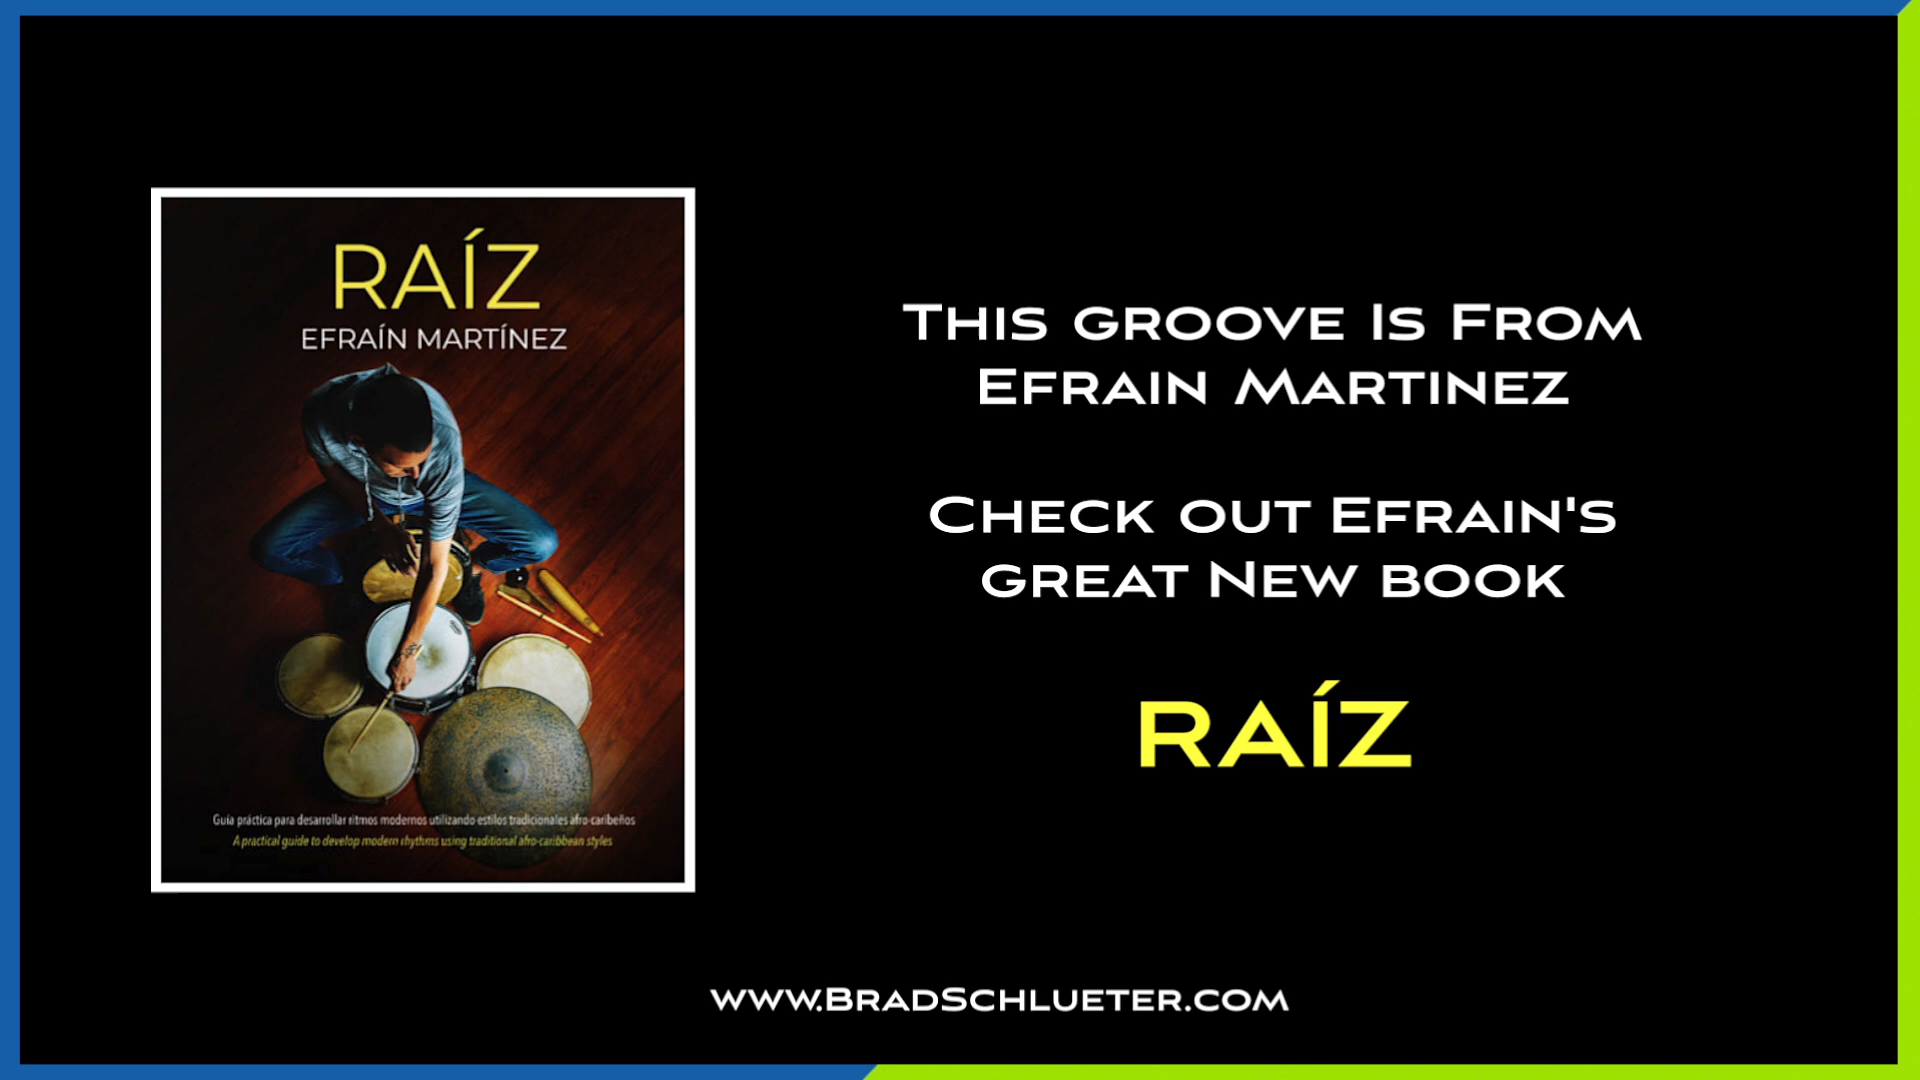 RAÍZ
EFRAÍN MARTÍNEZ
Guía práctica para desarrollar ritmos modernos utilizando estilos tradicionales afro-caribeños
A practical guide to develop modern rhythms using traditional afro-caribbean styles
This groove Is From
Efrain Martinez
Check out Efrain's
great New book
RAÍZ
www.BradSchlueter.com